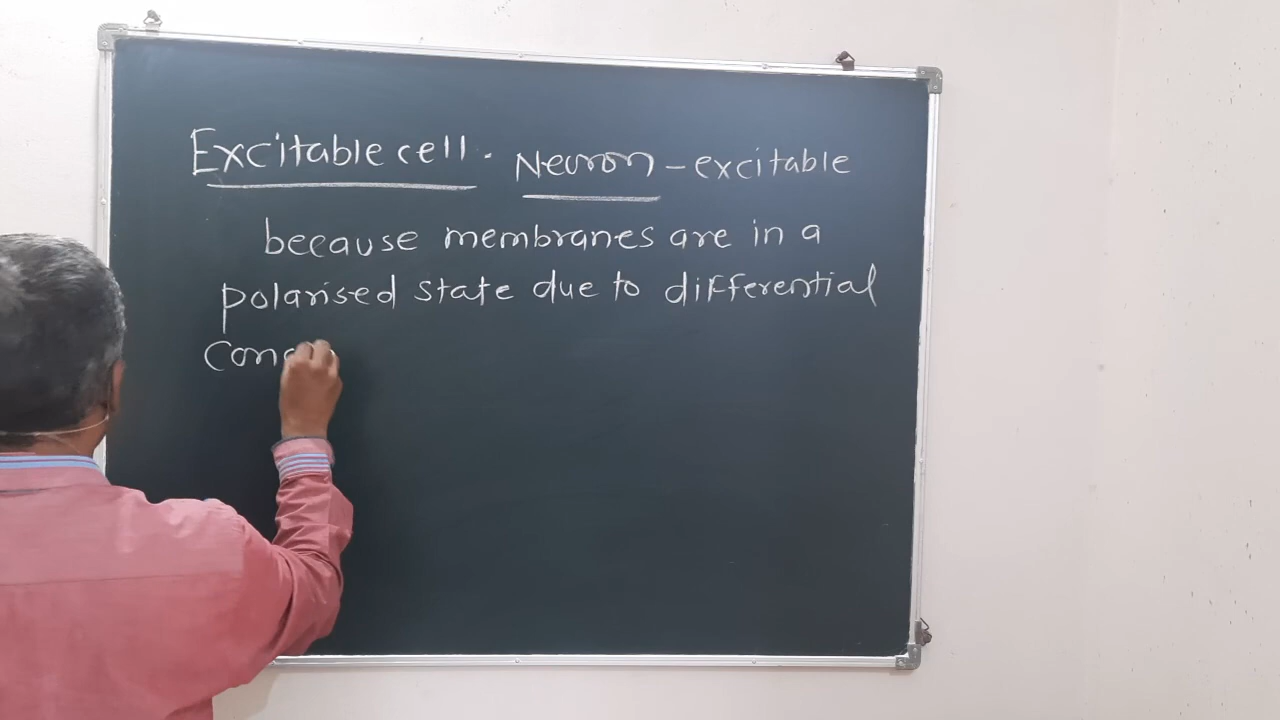 Excitable cell. Neuron - excitable
because membranes are in a
polarised state due to differential